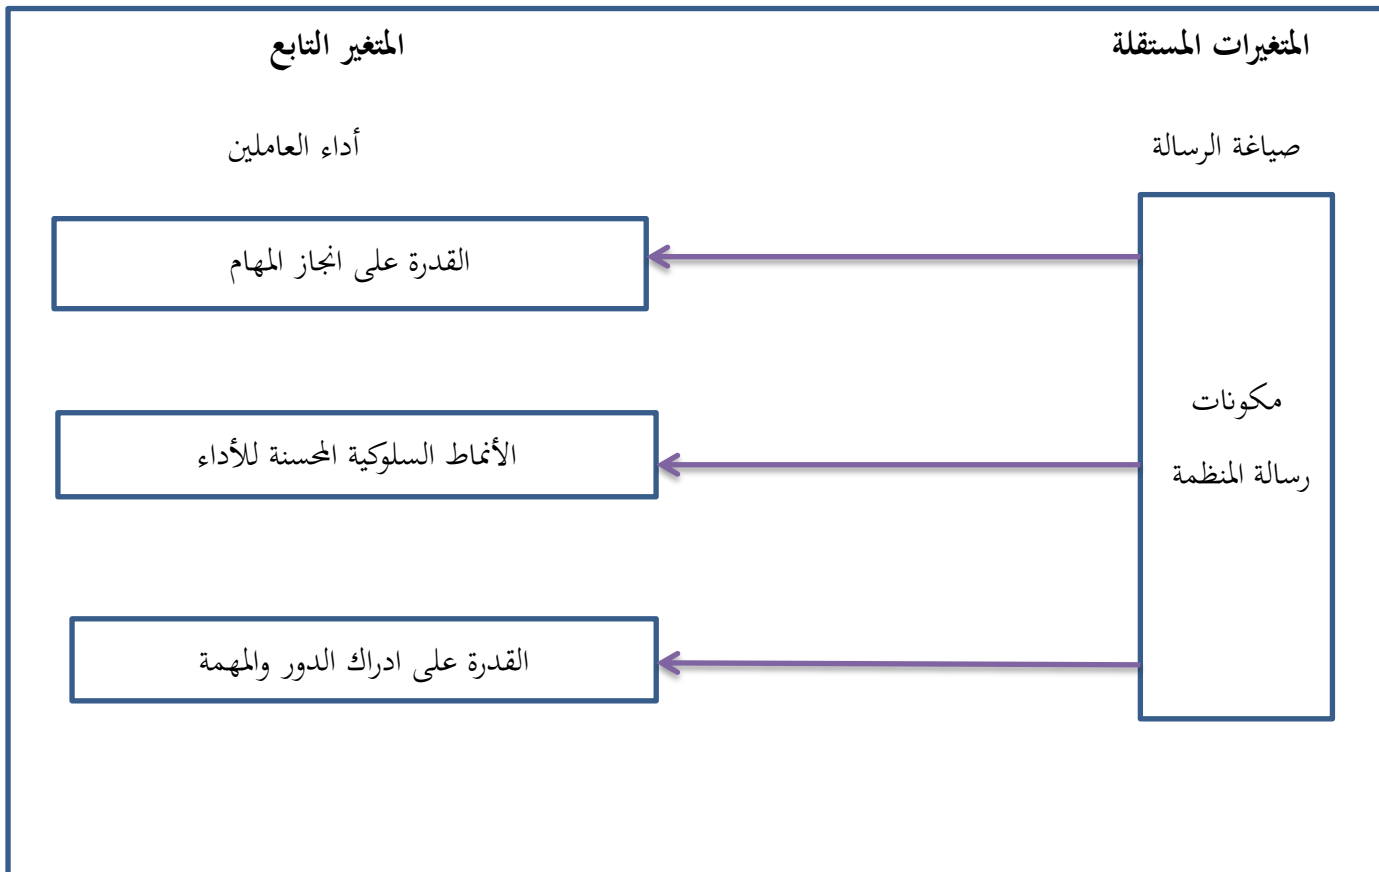 المتغيرات المستقلة
المتغير التابع
صياغة الرسالة
أداء العاملين
مكونات
رسالة المنظمة
القدرة على انجاز المهام
الأنماط السلوكية المحسنة للأداء
القدرة على ادراك الدور والمهمة